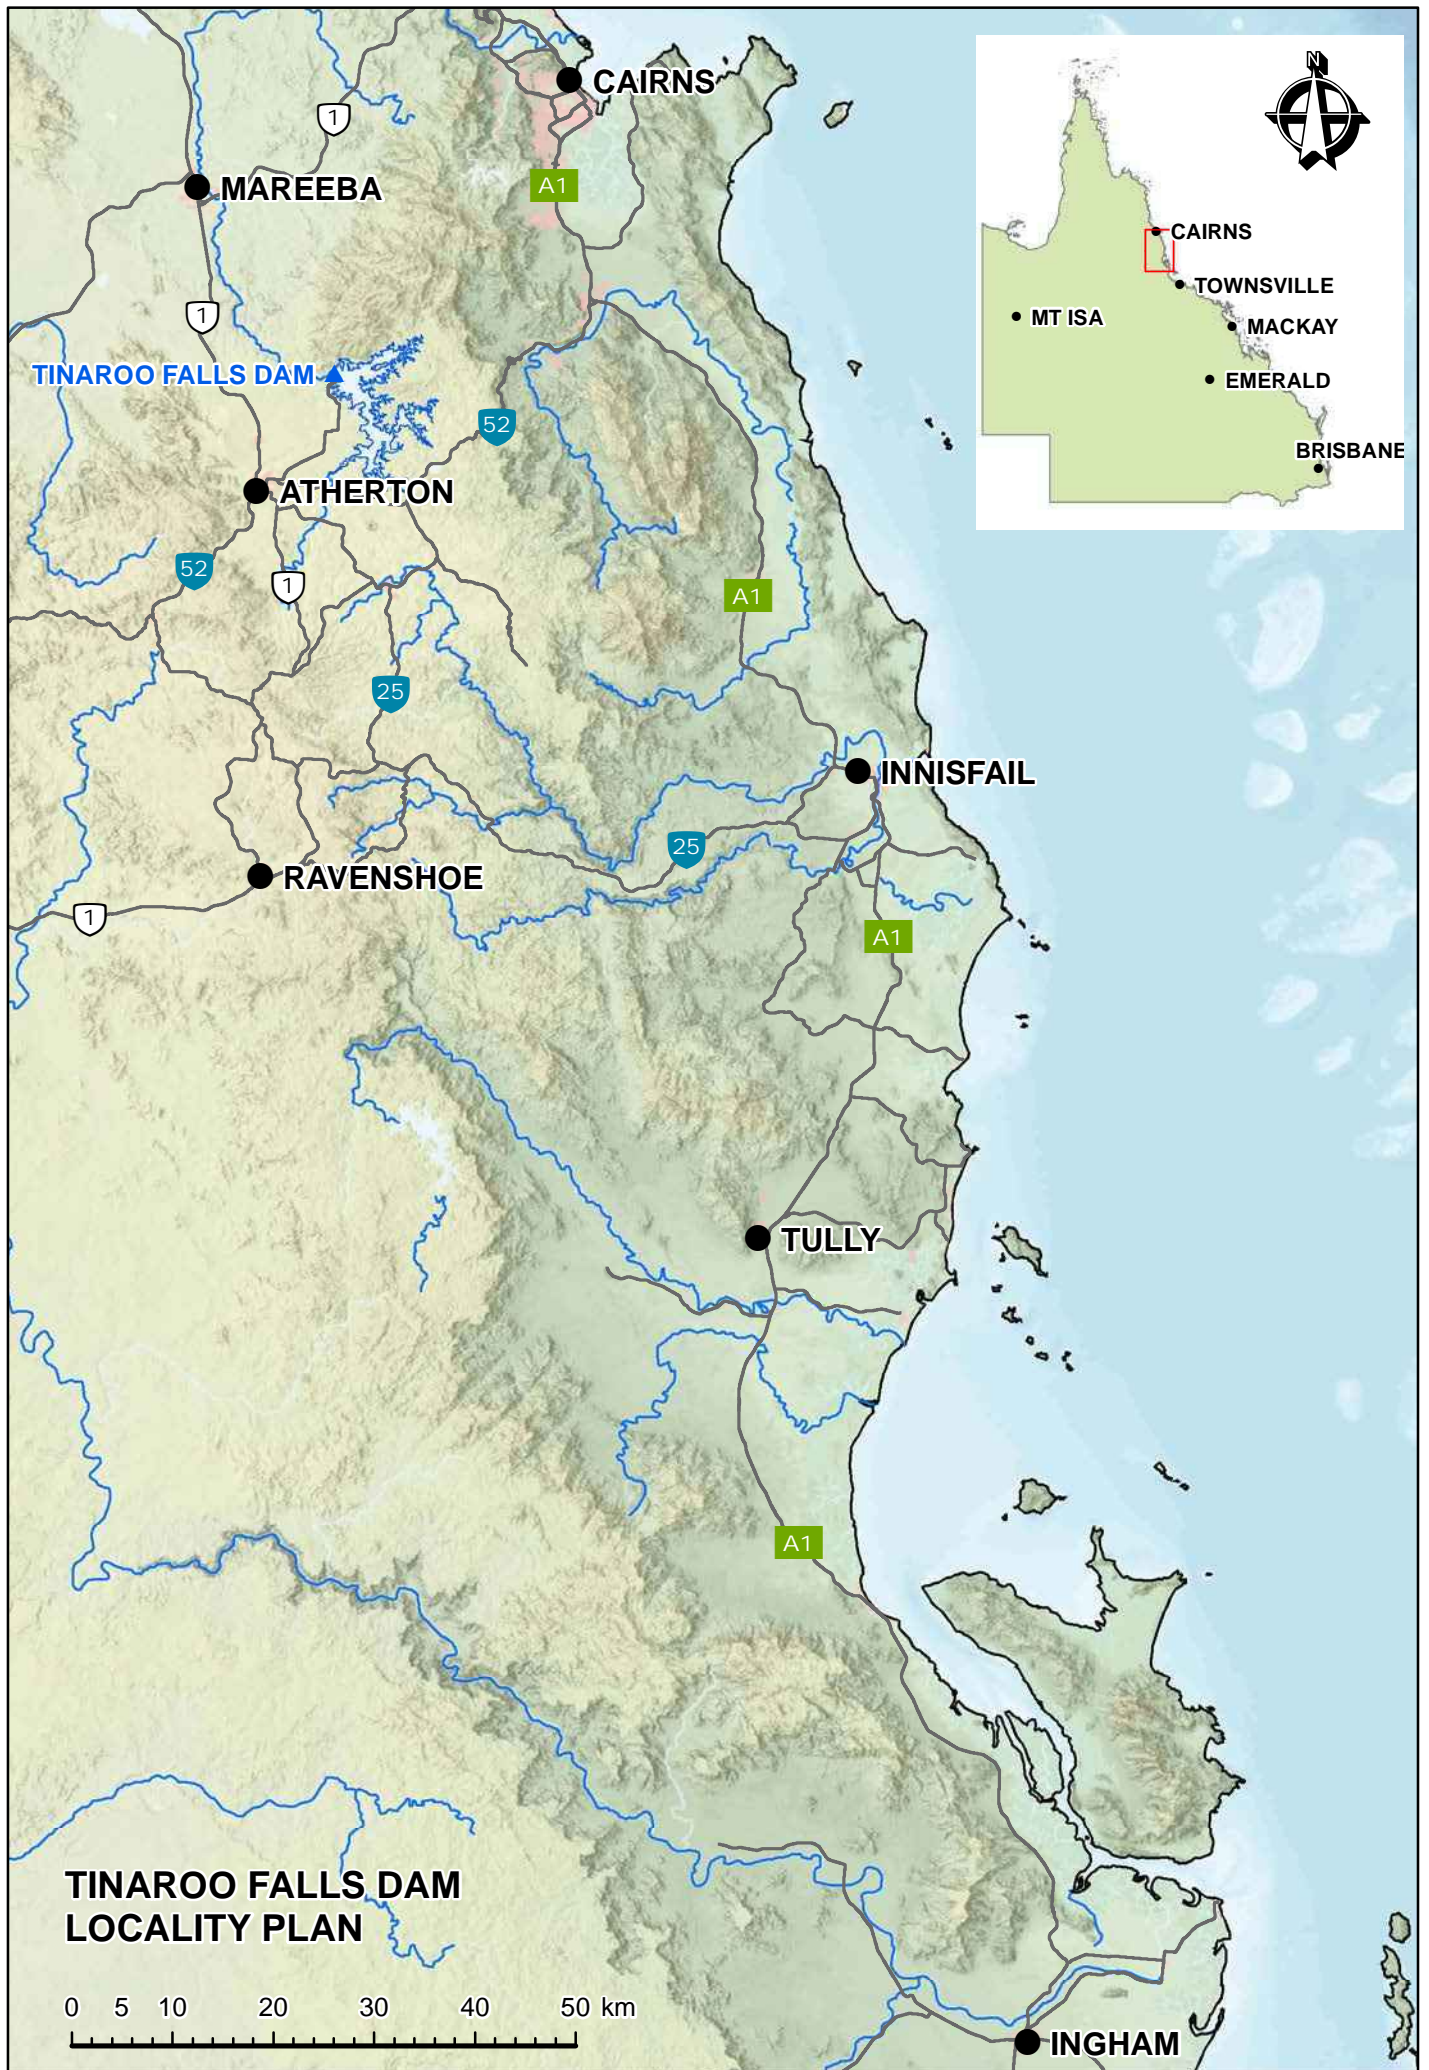 CAIRNS
1
A1
MAREEBA
1
TINAROO FALLS DAM
52
ATHERTON
52
1
A1
25
INNISFAIL
25
RAVENSHOE
1
A1
TULLY
A1
INGHAM
N
CAIRNS
TOWNSVILLE
MT ISA
MACKAY
EMERALD
BRISBANE
TINAROO FALLS DAM
LOCALITY PLAN
0 5 10 20 30 40 50 km